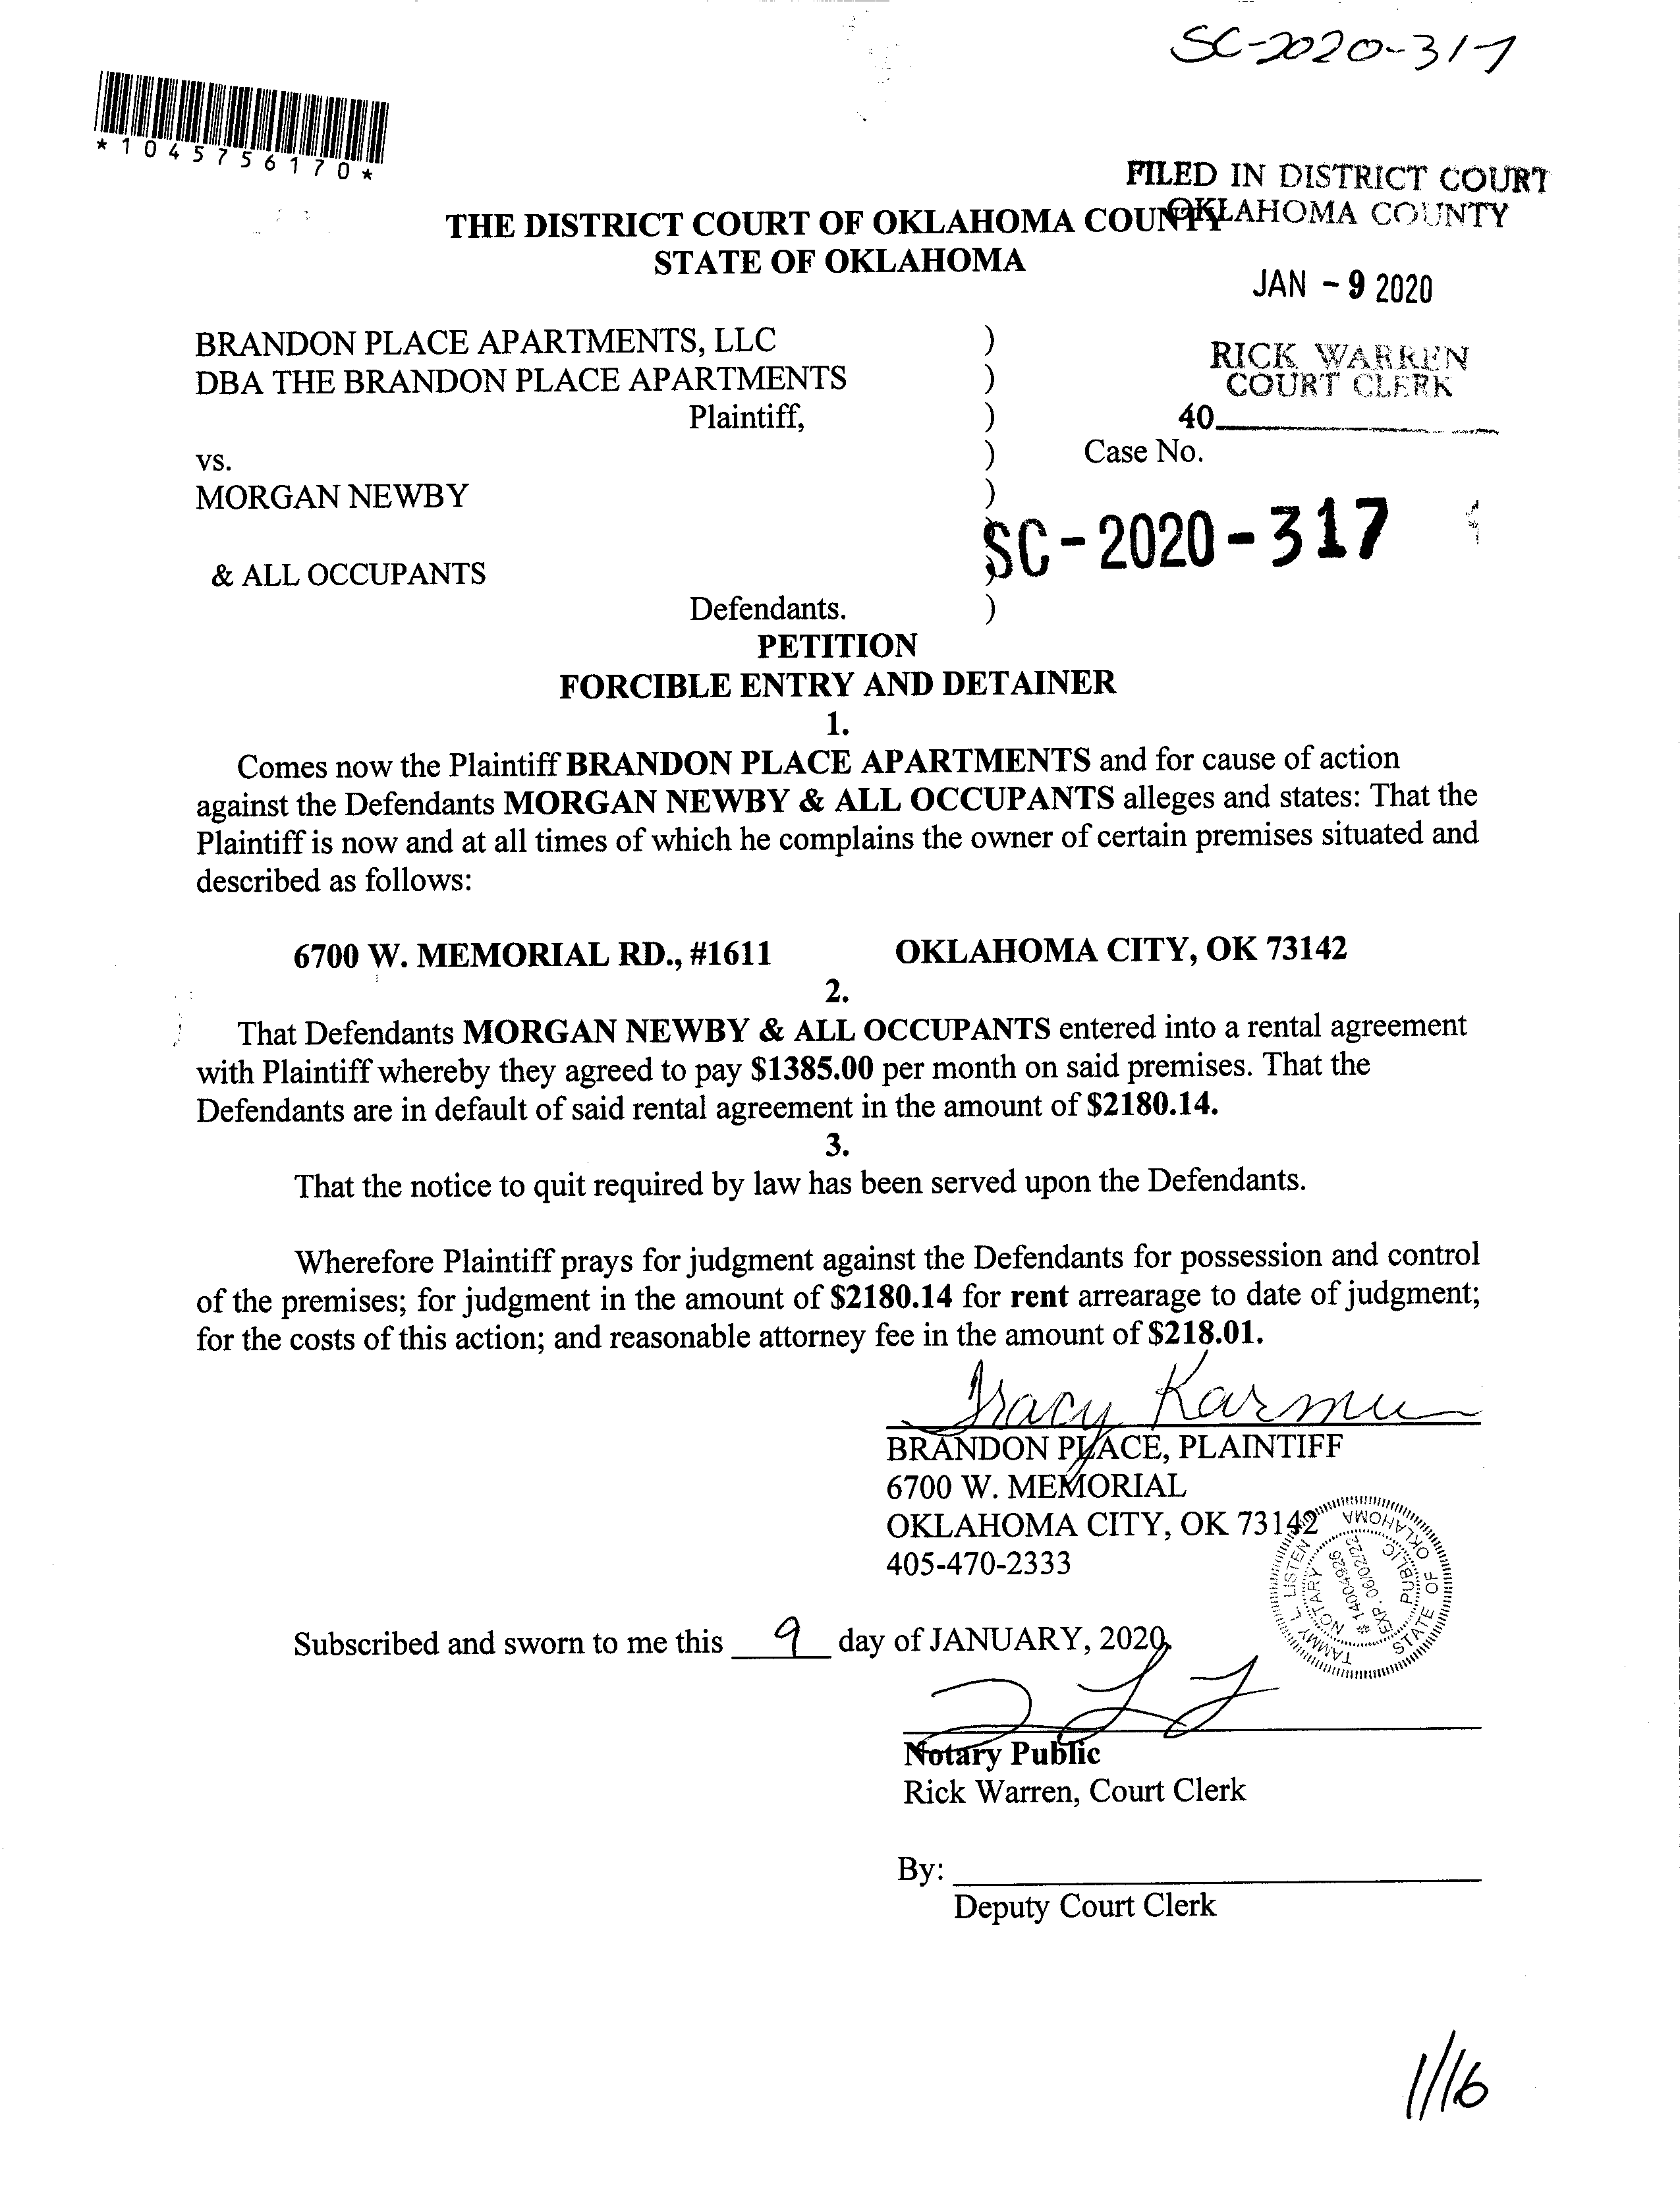 SC-2020-317
*1045756170*
FILED IN DISTRICT COURT
OKLAHOMA COUNTY
THE DISTRICT COURT OF OKLAHOMA COUNTY
STATE OF OKLAHOMA
JAN - 9 2020
BRANDON PLACE APARTMENTS, LLC )
DBA THE BRANDON PLACE APARTMENTS )
RICK WARREN
COURT CLERK
Plaintiff, )
40
vs. )
Case No.
MORGAN NEWBY )
SC-2020-317
& ALL OCCUPANTS )
Defendants. )
PETITION
FORCIBLE ENTRY AND DETAINER
1.
Comes now the Plaintiff BRANDON PLACE APARTMENTS and for cause of action
against the Defendants MORGAN NEWBY & ALL OCCUPANTS alleges and states: That the
Plaintiff is now and at all times of which he complains the owner of certain premises situated and
described as follows:
6700 W. MEMORIAL RD., #1611 OKLAHOMA CITY, OK 73142
2.
That Defendants MORGAN NEWBY & ALL OCCUPANTS entered into a rental agreement
with Plaintiff whereby they agreed to pay $1385.00 per month on said premises. That the
Defendants are in default of said rental agreement in the amount of $2180.14.
3.
That the notice to quit required by law has been served upon the Defendants.
Wherefore Plaintiff prays for judgment against the Defendants for possession and control
of the premises; for judgment in the amount of $2180.14 for rent arrearage to date of judgment;
for the costs of this action; and reasonable attorney fee in the amount of $218.01.
Tracy
BRANDON PLACE, PLAINTIFF
6700 W. MEMORIAL
OKLAHOMA CITY, OK 73142
405-470-2333
TAMMY L. LISTEN
STATE OF OKLAHOMA
NOTARY PUBLIC
# 14004926
EXP. 06/02/22
Subscribed and sworn to me this 9 day of JANUARY, 2020.
Notary Public
Rick Warren, Court Clerk
By:
Deputy Court Clerk
1/16